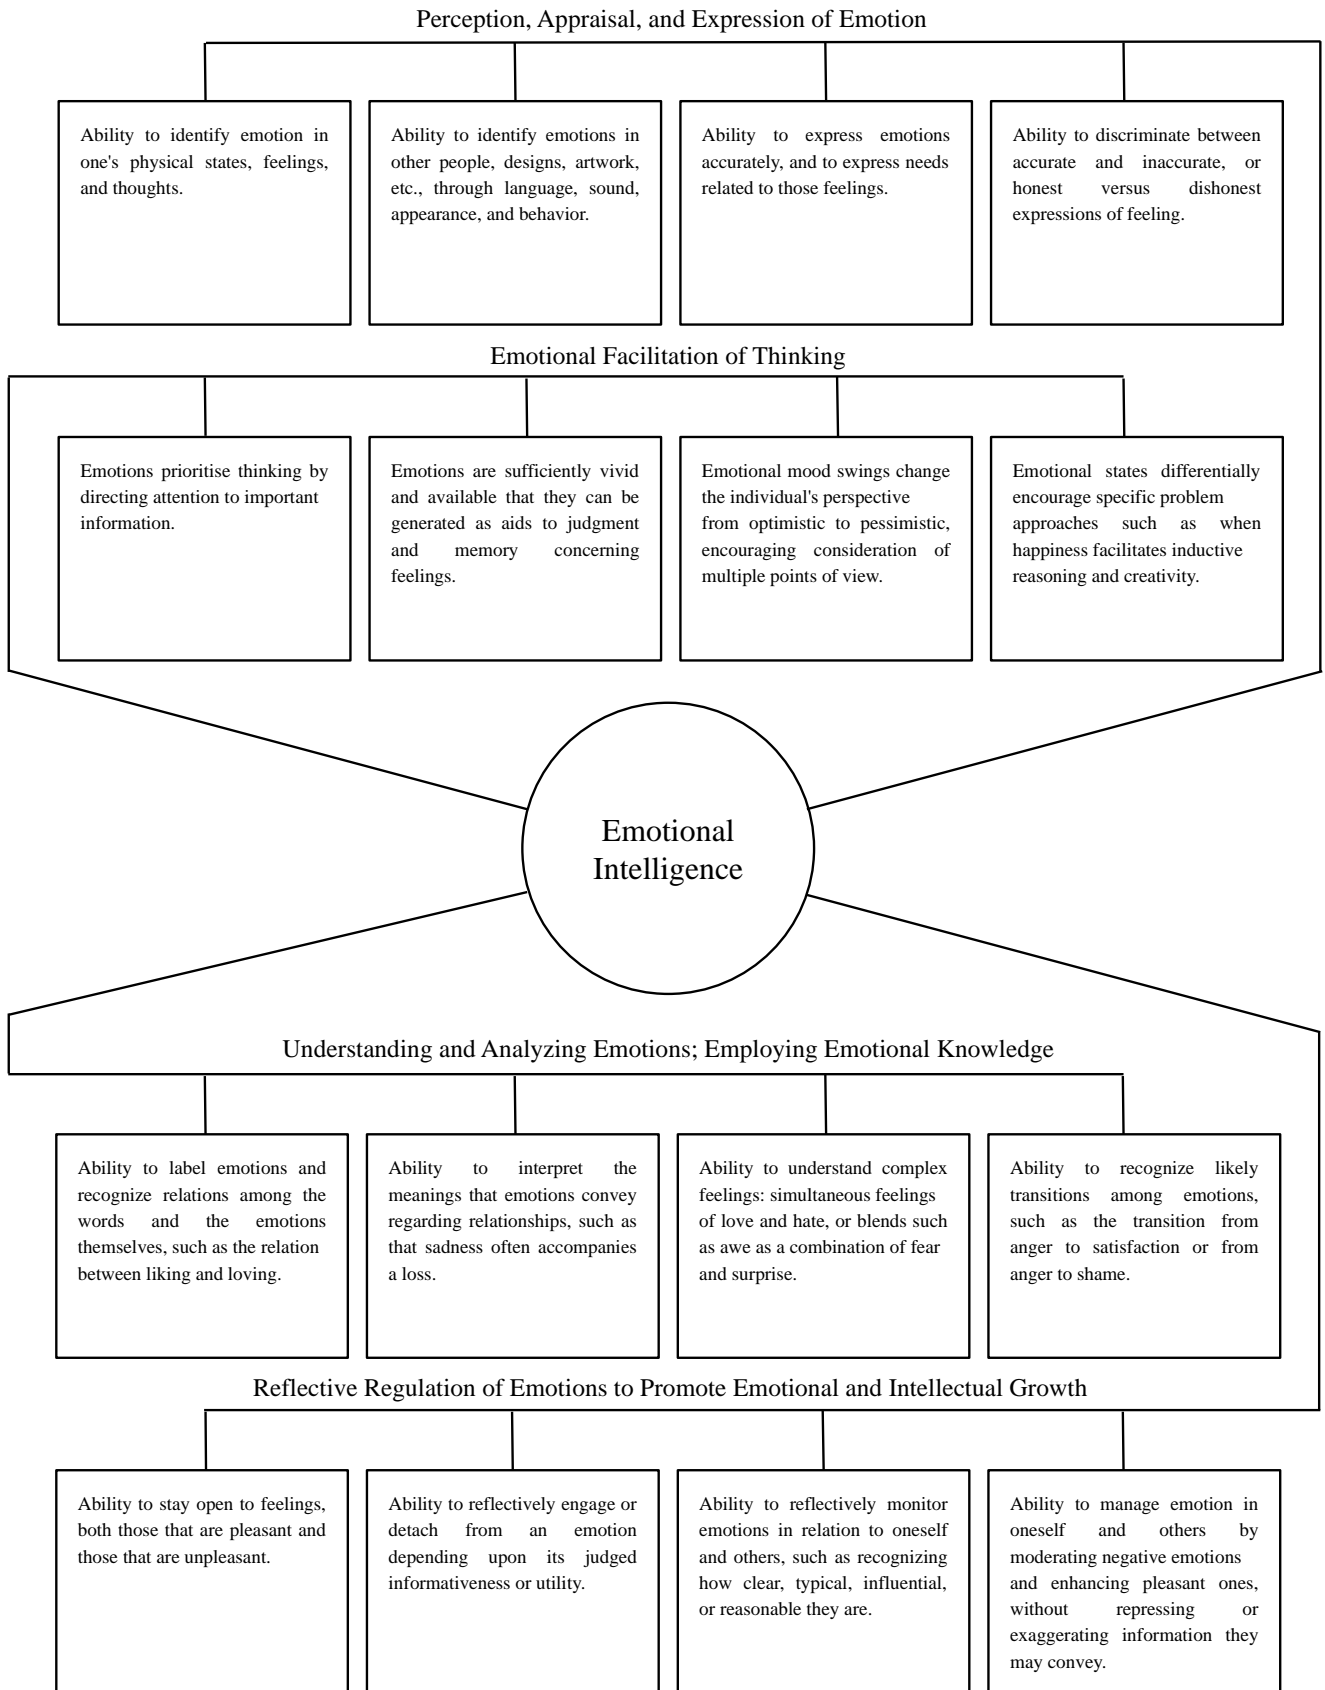 Perception, Appraisal, and Expression of Emotion
Ability to identify emotion in
one's physical states, feelings,
and thoughts.
Ability to identify emotions in
other people, designs, artwork,
etc., through language, sound,
appearance, and behavior.
Ability to express emotions
accurately, and to express needs
related to those feelings.
Ability to discriminate between
accurate and inaccurate, or
honest versus dishonest
expressions of feeling.
Emotional Facilitation of Thinking
Emotions prioritise thinking by
directing attention to important
information.
Emotions are sufficiently vivid
and available that they can be
generated as aids to judgment
and memory concerning
feelings.
Emotional mood swings change
the individual's perspective
from optimistic to pessimistic,
encouraging consideration of
multiple points of view.
Emotional states differentially
encourage specific problem
approaches such as when
happiness facilitates inductive
reasoning and creativity.
Emotional
Intelligence
Understanding and Analyzing Emotions; Employing Emotional Knowledge
Ability to label emotions and
recognize relations among the
words and the emotions
themselves, such as the relation
between liking and loving.
Ability to interpret the
meanings that emotions convey
regarding relationships, such as
that sadness often accompanies
a loss.
Ability to understand complex
feelings: simultaneous feelings
of love and hate, or blends such
as awe as a combination of fear
and surprise.
Ability to recognize likely
transitions among emotions,
such as the transition from
anger to satisfaction or from
anger to shame.
Reflective Regulation of Emotions to Promote Emotional and Intellectual Growth
Ability to stay open to feelings,
both those that are pleasant and
those that are unpleasant.
Ability to reflectively engage or
detach from an emotion
depending upon its judged
informativeness or utility.
Ability to reflectively monitor
emotions in relation to oneself
and others, such as recognizing
how clear, typical, influential,
or reasonable they are.
Ability to manage emotion in
oneself and others by
moderating negative emotions
and enhancing pleasant ones,
without repressing or
exaggerating information they
may convey.